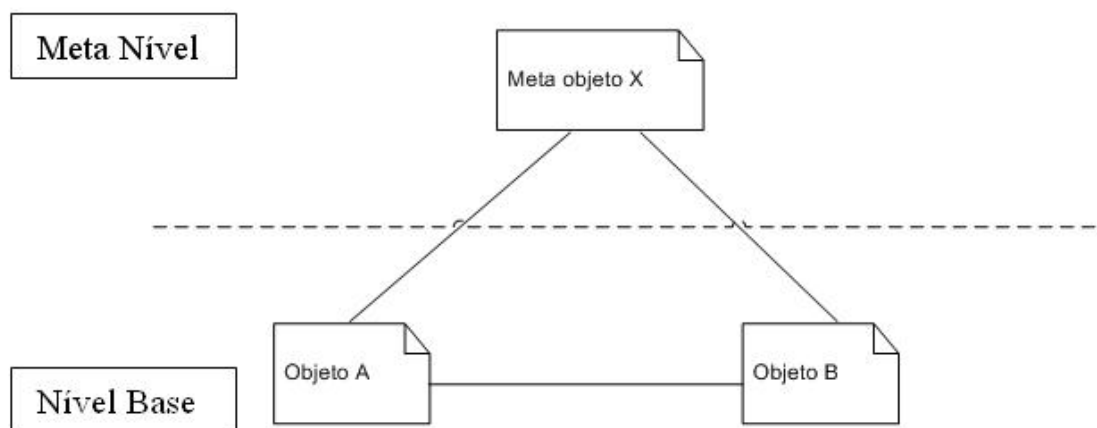 Meta Nível
Meta objeto X
Objeto A
Objeto B
Nível Base